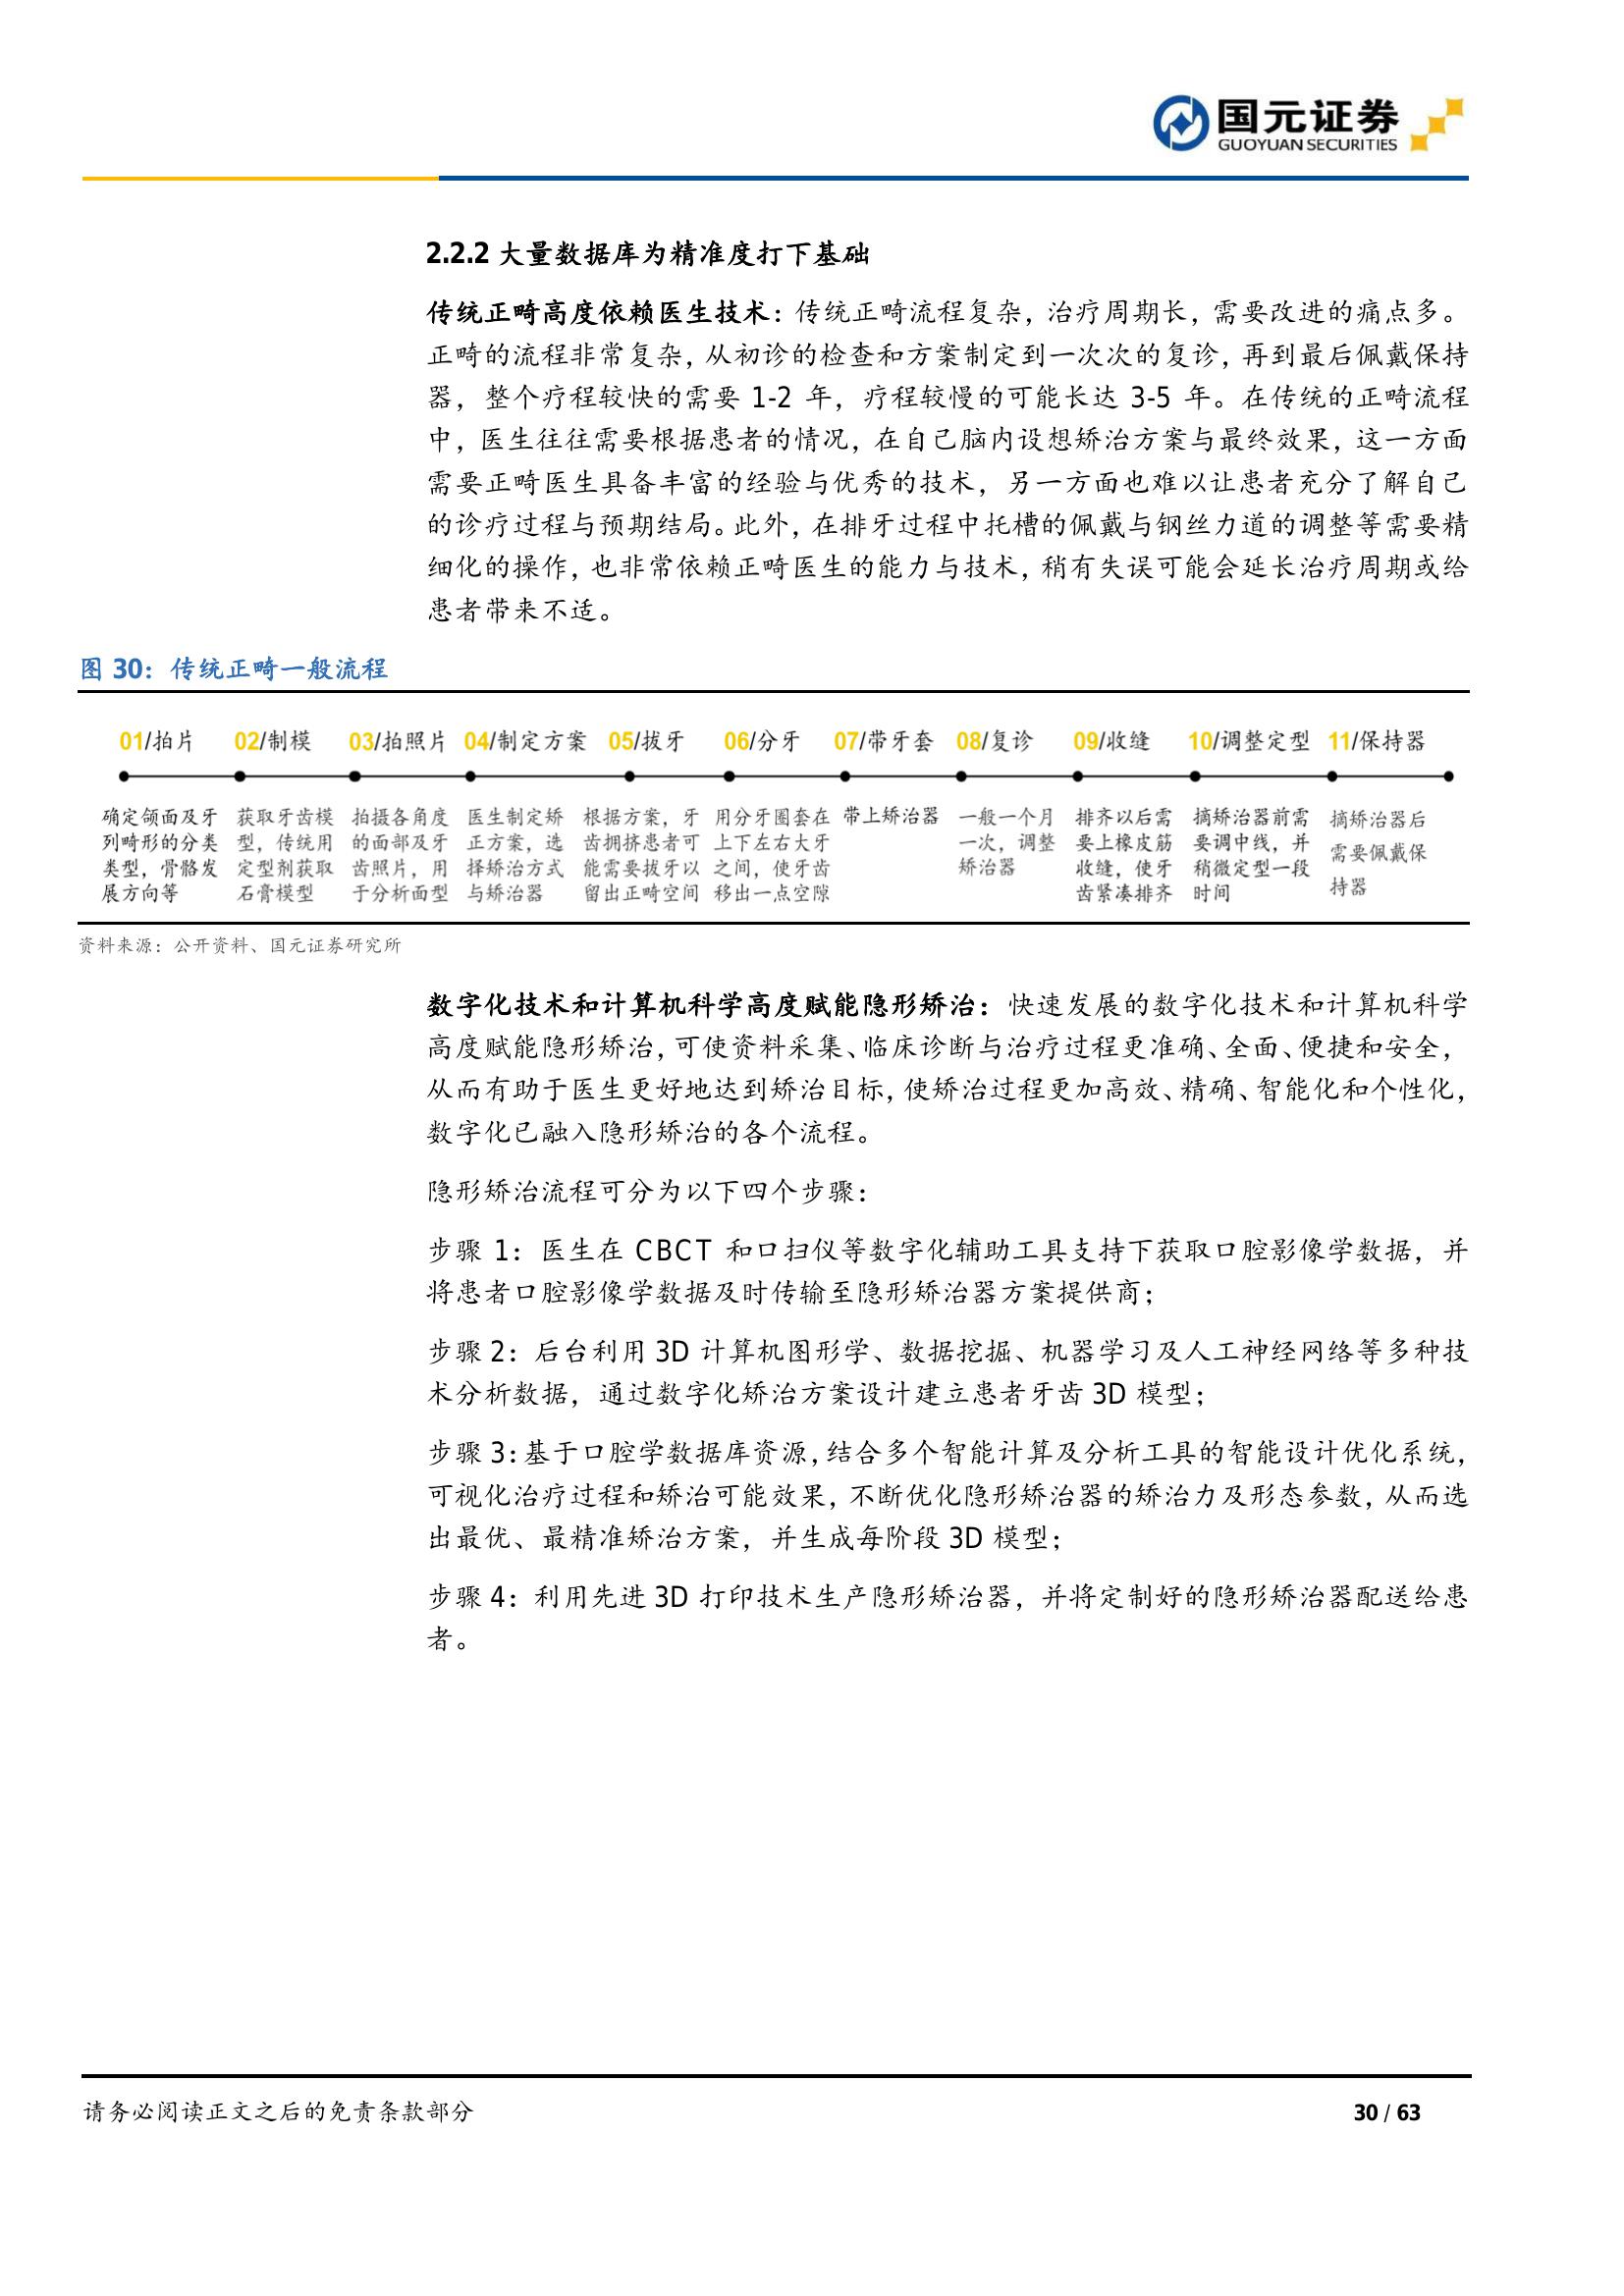 国元证券
GUOYUAN SECURITIES
2.2.2 大量数据库为精准度打下基础
传统正畸高度依赖医生技术：传统正畸流程复杂，治疗周期长，需要改进的痛点多。
正畸的流程非常复杂，从初诊的检查和方案制定到一次次的复诊，再到最后佩戴保持
器，整个疗程较快的需要 1-2 年，疗程较慢的可能长达 3-5 年。在传统的正畸流程
中，医生往往需要根据患者的情况，在自己脑内设想矫治方案与最终效果，这一方面
需要正畸医生具备丰富的经验与优秀的技术，另一方面也难以让患者充分了解自己
的诊疗过程与预期结局。此外，在排牙过程中托槽的佩戴与钢丝力道的调整等需要精
细化的操作，也非常依赖正畸医生的能力与技术，稍有失误可能会延长治疗周期或给
患者带来不适。
图 30：传统正畸一般流程
01/拍片 02/制模 03/拍照片 04/制定方案 05/拔牙 06/分牙 07/带牙套 08/复诊 09/收缝 10/调整定型 11/保持器
确定颌面及牙
列畸形的分类
类型，骨骼发
展方向等
获取牙齿模
型，传统用
定型剂获取
石膏模型
拍摄各角度
的面部及牙
齿照片，用
于分析面型
医生制定矫
正方案，选
择矫治方式
与矫治器
根据方案，牙
齿拥挤患者可
能需要拔牙以
留出正畸空间
用分牙圈套在
上下左右大牙
之间，使牙齿
移出一点空隙
带上矫治器
一般一个月
一次，调整
矫治器
排齐以后需
要上橡皮筋
收缝，使牙
齿紧凑排齐
摘矫治器前需
要调中线，并
稍微定型一段
时间
摘矫治器后
需要佩戴保
持器
资料来源：公开资料、国元证券研究所
数字化技术和计算机科学高度赋能隐形矫治：快速发展的数字化技术和计算机科学
高度赋能隐形矫治，可使资料采集、临床诊断与治疗过程更准确、全面、便捷和安全，
从而有助于医生更好地达到矫治目标，使矫治过程更加高效、精确、智能化和个性化，
数字化已融入隐形矫治的各个流程。
隐形矫治流程可分为以下四个步骤：
步骤 1：医生在 CBCT 和口扫仪等数字化辅助工具支持下获取口腔影像学数据，并
将患者口腔影像学数据及时传输至隐形矫治器方案提供商；
步骤 2：后台利用 3D 计算机图形学、数据挖掘、机器学习及人工神经网络等多种技
术分析数据，通过数字化矫治方案设计建立患者牙齿 3D 模型；
步骤 3：基于口腔学数据库资源，结合多个智能计算及分析工具的智能设计优化系统，
可视化治疗过程和矫治可能效果，不断优化隐形矫治器的矫治力及形态参数，从而选
出最优、最精准矫治方案，并生成每阶段 3D 模型；
步骤 4：利用先进 3D 打印技术生产隐形矫治器，并将定制好的隐形矫治器配送给患
者。
请务必阅读正文之后的免责条款部分
30 / 63